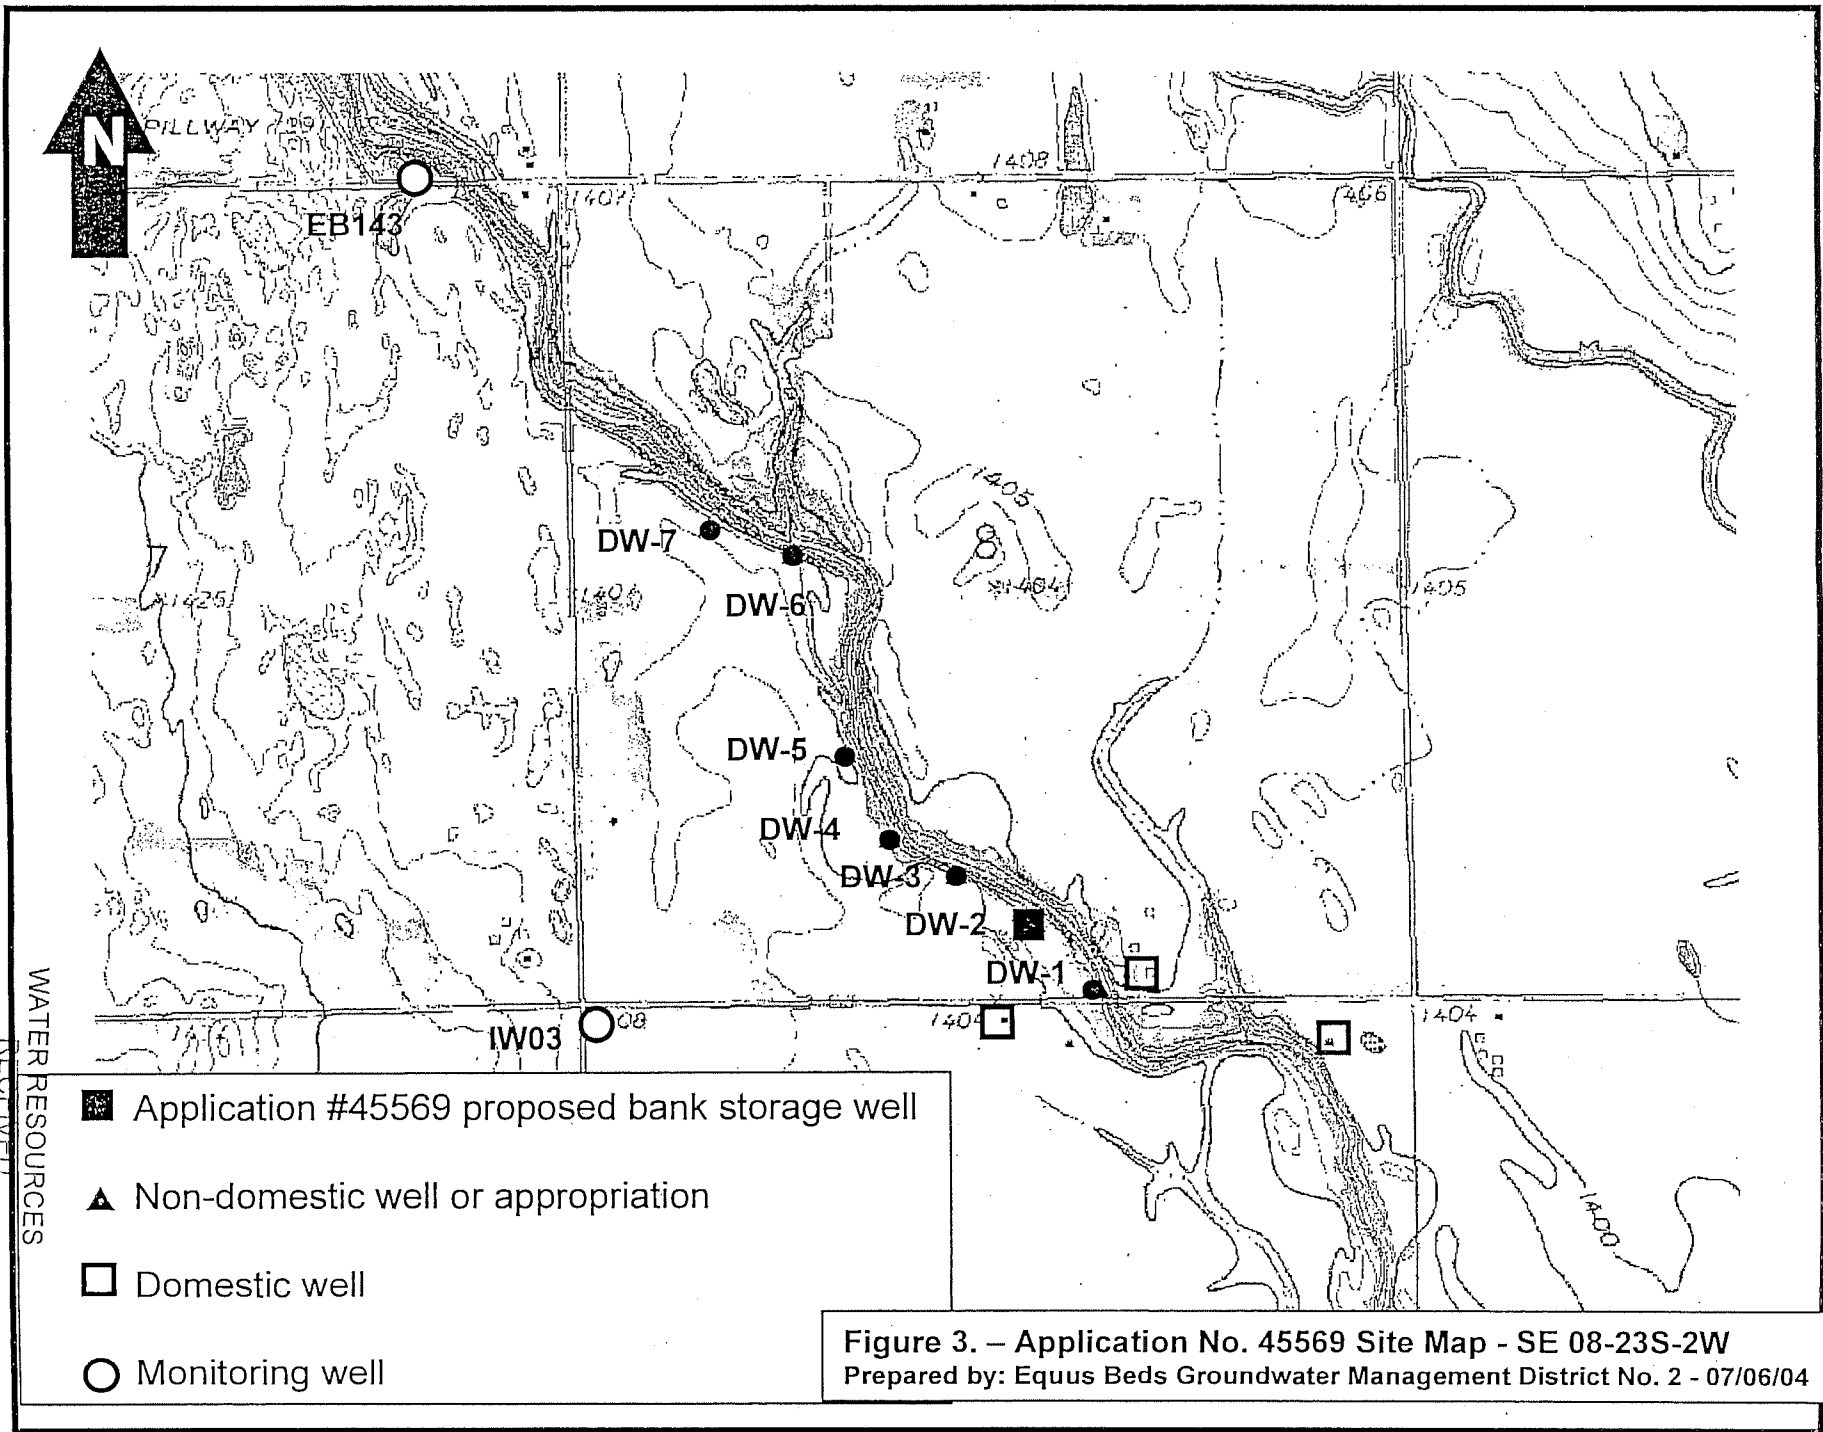 N
PILLWAY
1408
1407
EB143
1405
DW-7
7
1425
1404
1405
DW-6
DW-5
DW-4
DW-3
DW-2
DW-1
IW03
08
1404
1400
WATER RESOURCES
RECEIVED
Application #45569 proposed bank storage well
Non-domestic well or appropriation
Domestic well
Monitoring well
Figure 3. – Application No. 45569 Site Map - SE 08-23S-2W
Prepared by: Equus Beds Groundwater Management District No. 2 - 07/06/04